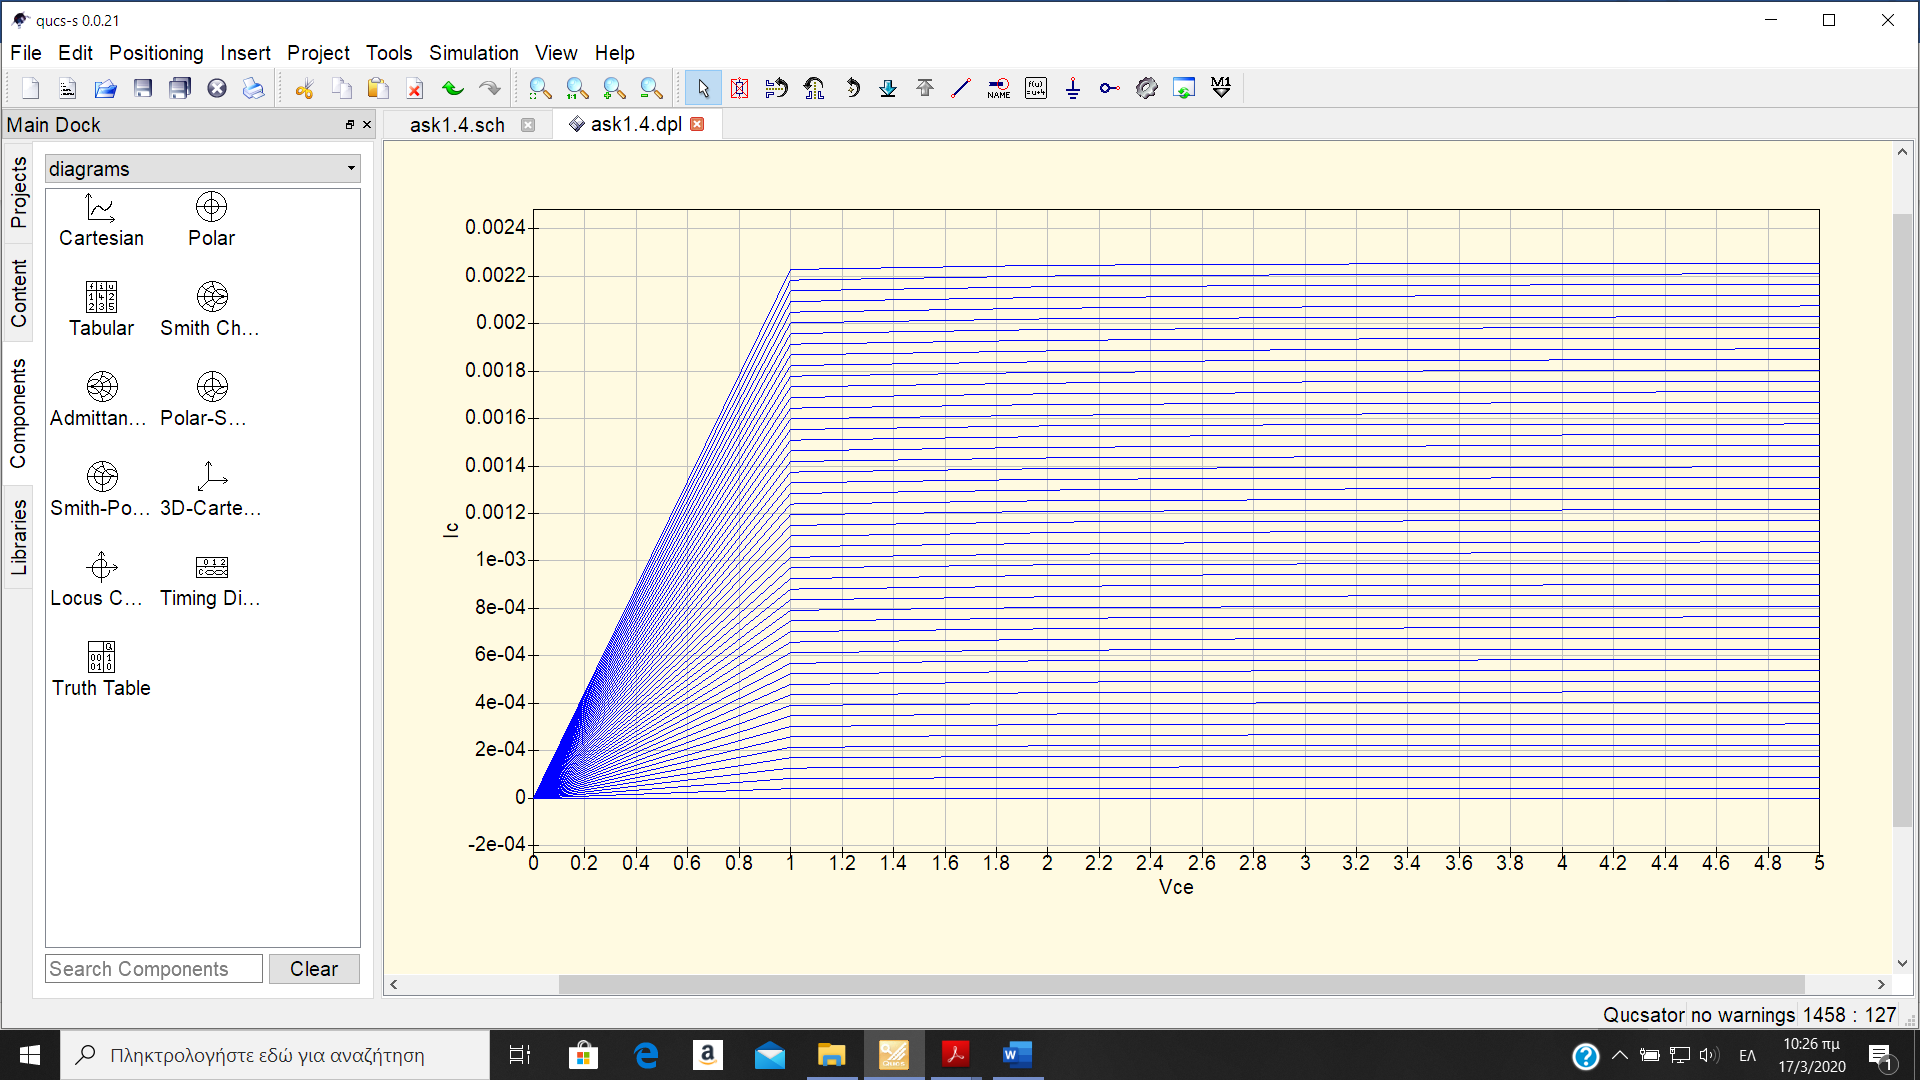 qucs-s 0.0.21
File Edit Positioning Insert Project Tools Simulation View Help
1:1
NAME
f(u)
=u+4
M1
Main Dock
ask1.4.sch
ask1.4.dpl
Projects
Content
Components
Libraries
diagrams
Cartesian Polar
Tabular Smith Ch...
Admittan... Polar-S...
Smith-Po... 3D-Carte...
Locus C... Timing Di...
Truth Table
Search Components
Clear
0.0024
0.0022
0.002
0.0018
0.0016
0.0014
0.0012
1e-03
8e-04
6e-04
4e-04
2e-04
0
-2e-04
Ic
0 0.2 0.4 0.6 0.8 1 1.2 1.4 1.6 1.8 2 2.2 2.4 2.6 2.8 3 3.2 3.4 3.6 3.8 4 4.2 4.4 4.6 4.8 5
Vce
Qucsator no warnings 1458 : 127
Πληκτρολογήστε εδώ για αναζήτηση
ΕΛ
10:26 πμ
17/3/2020
1